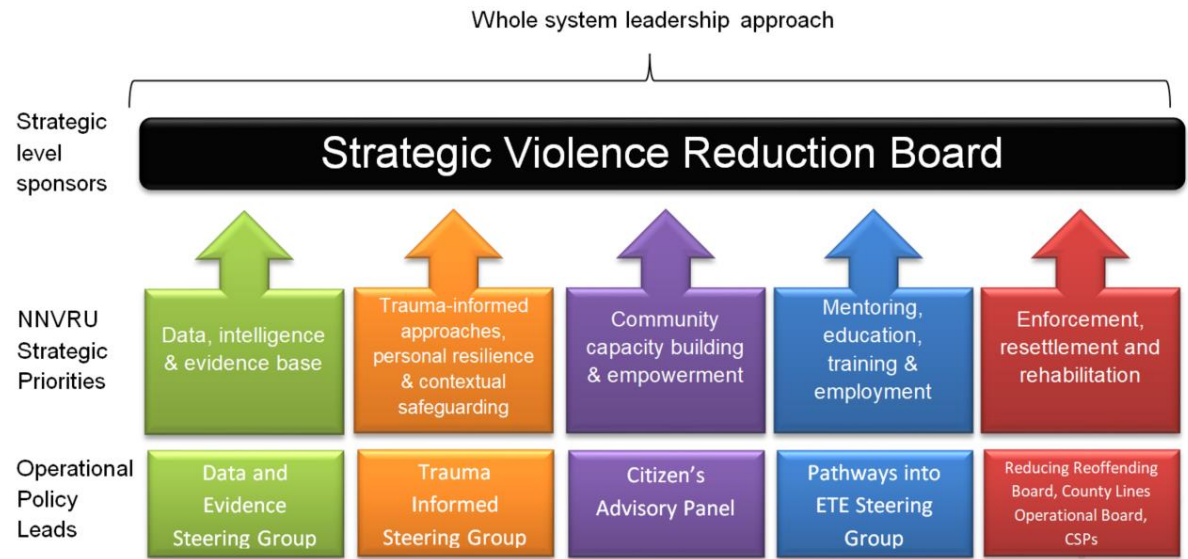 Whole system leadership approach
Strategic
level
sponsors
Strategic Violence Reduction Board
NNVRU
Strategic
Priorities
Data, intelligence
& evidence base
Trauma-informed
approaches,
personal resilience
& contextual
safeguarding
Community
capacity building
& empowerment
Mentoring,
education,
training &
employment
Enforcement,
resettlement and
rehabilitation
Operational
Policy
Leads
Data and
Evidence
Steering Group
Trauma
Informed
Steering Group
Citizen’s
Advisory Panel
Pathways into
ETE Steering
Group
Reducing Reoffending
Board, County Lines
Operational Board,
CSPs